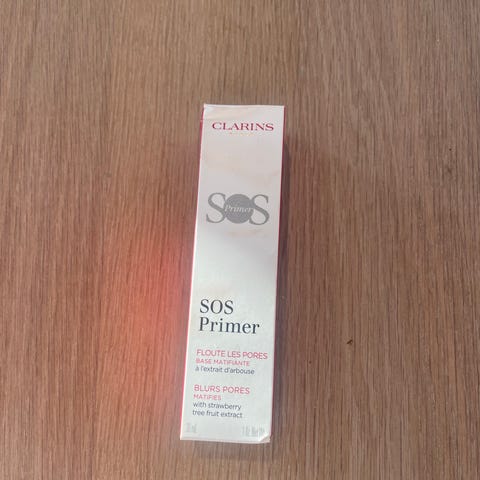 CLARINS
SOS
Primer
SOS
Primer
FLOUTE LES PORES
BASE MATIFIANTE
à l'extrait d'arbouse
BLURS PORES
MATIFIES
with strawberry
tree fruit extract